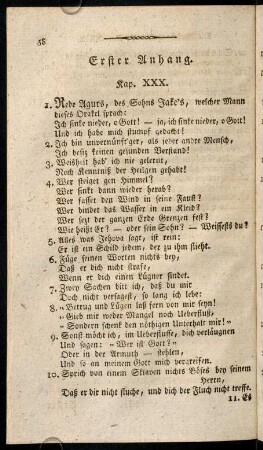 58
Erster Anhang.
Kap. XXX.
1. Rede Agurs, des Sohns Jake's, welcher Mann
dieses Orakel sprach:
Ich sinke nieder, o Gott! — ja, ich sinke nieder, o Gott!
Und ich habe mich stumpf gedacht!
2. Ich bin unvernünft'ger, als jeder andre Mensch,
Ich besitz keinen gesunden Verstand!
3. Weisheit hab' ich nie gelernt,
Noch Kenntniß der Heilgen gehabt!
4. Wer steiget gen Himmel?
Wer sinkt dann wieder herab?
Wer fasset den Wind in seine Faust?
Wer bindet das Wasser in ein Kleid?
Wer setzt der ganzen Erde Grenzen fest?
Wie heißt Er? — oder sein Sohn? — Weissests du?
5. Alles was Jehova sagt, ist rein:
Er ist ein Schild jedem, der zu ihm flieht.
6. Füge seinen Worten nichts bey,
Daß er dich nicht strafe,
Wenn er dich einen Lügner findet.
7. Zwey Sachen bitt ich, daß du mir
Doch, nicht versagest, so lang ich lebe:
8. „Betrug und Lügen laß fern von mir seyn!
„Gieb mir weder Mangel noch Ueberfluß,
„Sondern schenk den nöthigen Unterhalt mir!"
9. Sonst möcht ich, im Ueberflusse, dich verläugnen
Und sagen: „Wer ist Gott?"
Oder in der Armuth — stehlen,
Und so an meinem Gott mich vergreifen.
10. Sprich von einem Sklaven nichts Böses bey seinem
Herrn,
Daß er dir nicht fluche, und dich der Fluch nicht treffe.
11. Es